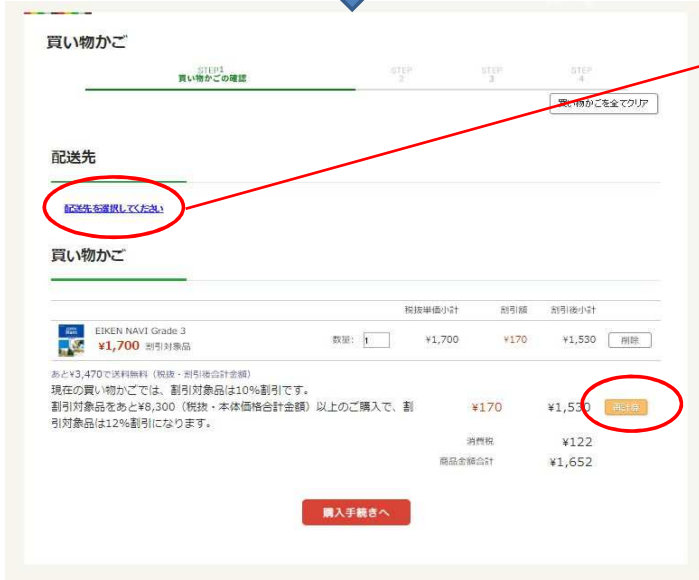 買い物かご
STEP1
買い物かごの確認
STEP
2
STEP
3
STEP
4
買い物かごを全てクリア
配送先
配送先を選択してください
買い物かご
税抜単価小計 割引額 割引後小計
EIKEN NAVI Grade 3
¥1,700 割引対象品 数量: 1 ¥1,700 ¥170 ¥1,530 削除
あと¥3,470で送料無料（税抜・割引後合計金額）
現在の買い物かごでは、割引対象品は10%割引です。
割引対象品をあと¥8,300（税抜・本体価格合計金額）以上のご購入で、割
引対象品は12%割引になります。
¥170 ¥1,530 再計算
消費税 ¥122
商品金額合計 ¥1,652
購入手続きへ